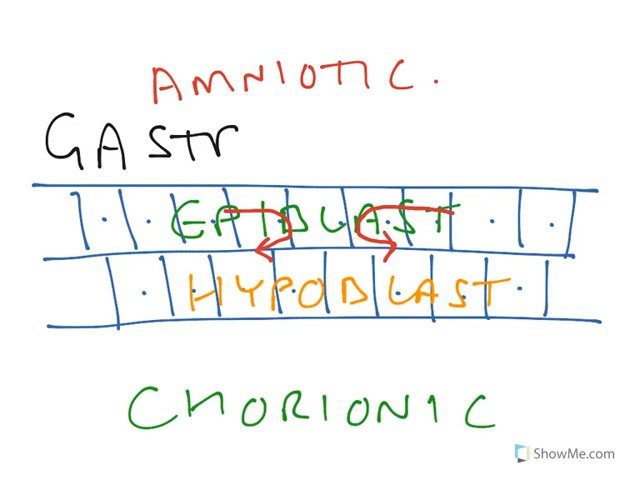 AMNIOTIC.
GASTR
EPIBLAST
HYPOBLAST
CHORIONIC
ShowMe.com